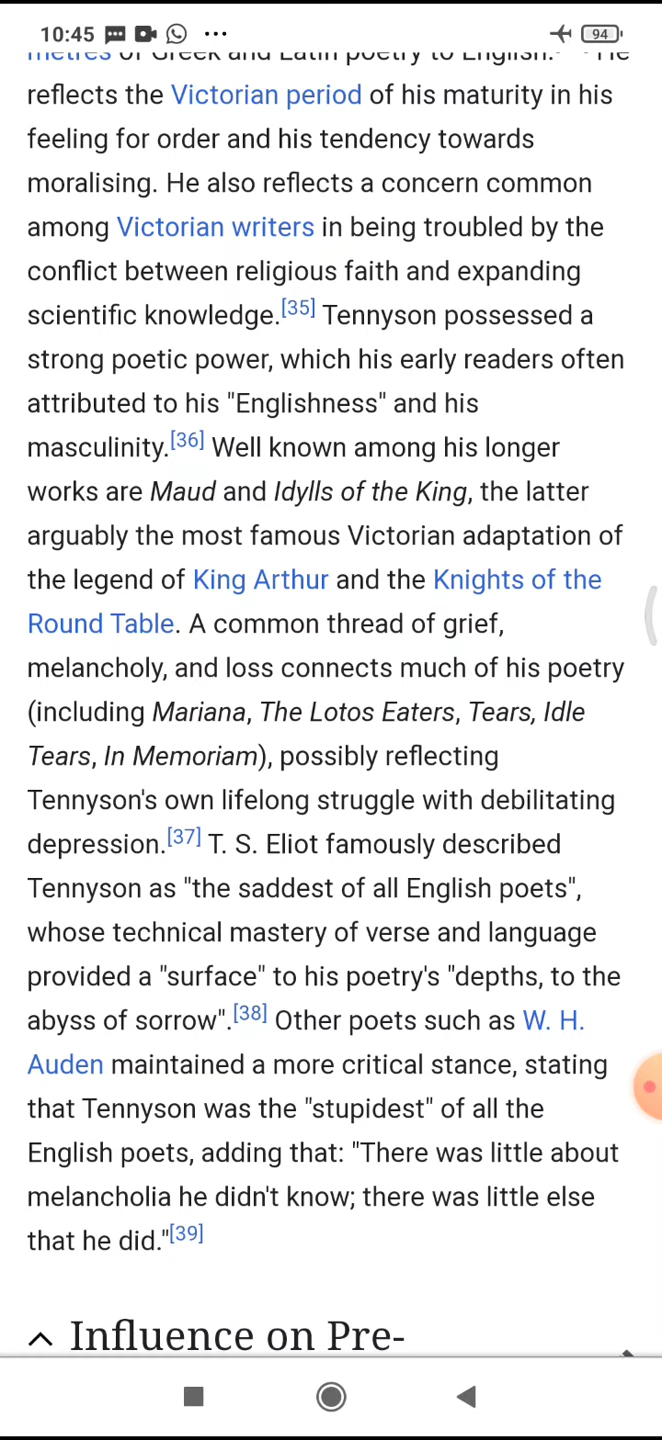 10:45 ... 94
metres of Greek and Latin poetry to English. He
reflects the Victorian period of his maturity in his
feeling for order and his tendency towards
moralising. He also reflects a concern common
among Victorian writers in being troubled by the
conflict between religious faith and expanding
scientific knowledge.[35] Tennyson possessed a
strong poetic power, which his early readers often
attributed to his "Englishness" and his
masculinity.[36] Well known among his longer
works are Maud and Idylls of the King, the latter
arguably the most famous Victorian adaptation of
the legend of King Arthur and the Knights of the
Round Table. A common thread of grief,
melancholy, and loss connects much of his poetry
(including Mariana, The Lotos Eaters, Tears, Idle
Tears, In Memoriam), possibly reflecting
Tennyson's own lifelong struggle with debilitating
depression.[37] T. S. Eliot famously described
Tennyson as "the saddest of all English poets",
whose technical mastery of verse and language
provided a "surface" to his poetry's "depths, to the
abyss of sorrow".[38] Other poets such as W. H.
Auden maintained a more critical stance, stating
that Tennyson was the "stupidest" of all the
English poets, adding that: "There was little about
melancholia he didn't know; there was little else
that he did."[39]
Influence on Pre-